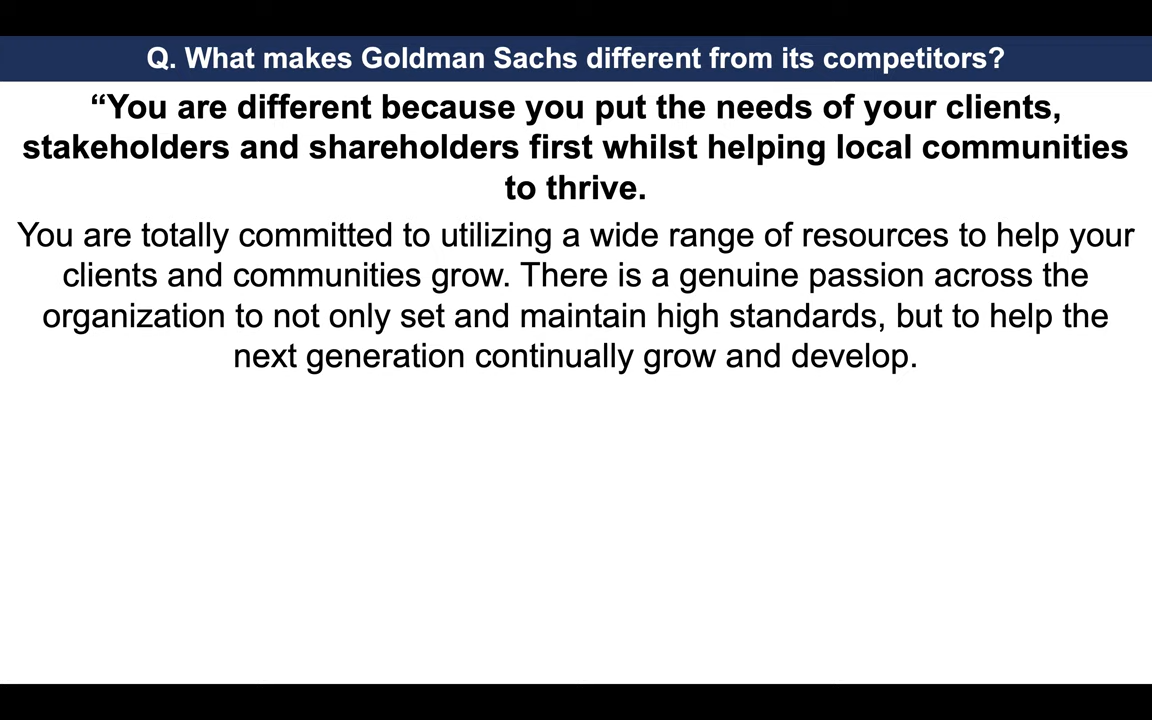 Q. What makes Goldman Sachs different from its competitors?
“You are different because you put the needs of your clients,
stakeholders and shareholders first whilst helping local communities
to thrive.
You are totally committed to utilizing a wide range of resources to help your
clients and communities grow. There is a genuine passion across the
organization to not only set and maintain high standards, but to help the
next generation continually grow and develop.